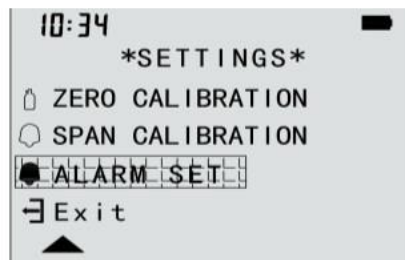 10:34
*SETTINGS*
ZERO CALIBRATION
SPAN CALIBRATION
ALARM SET
Exit